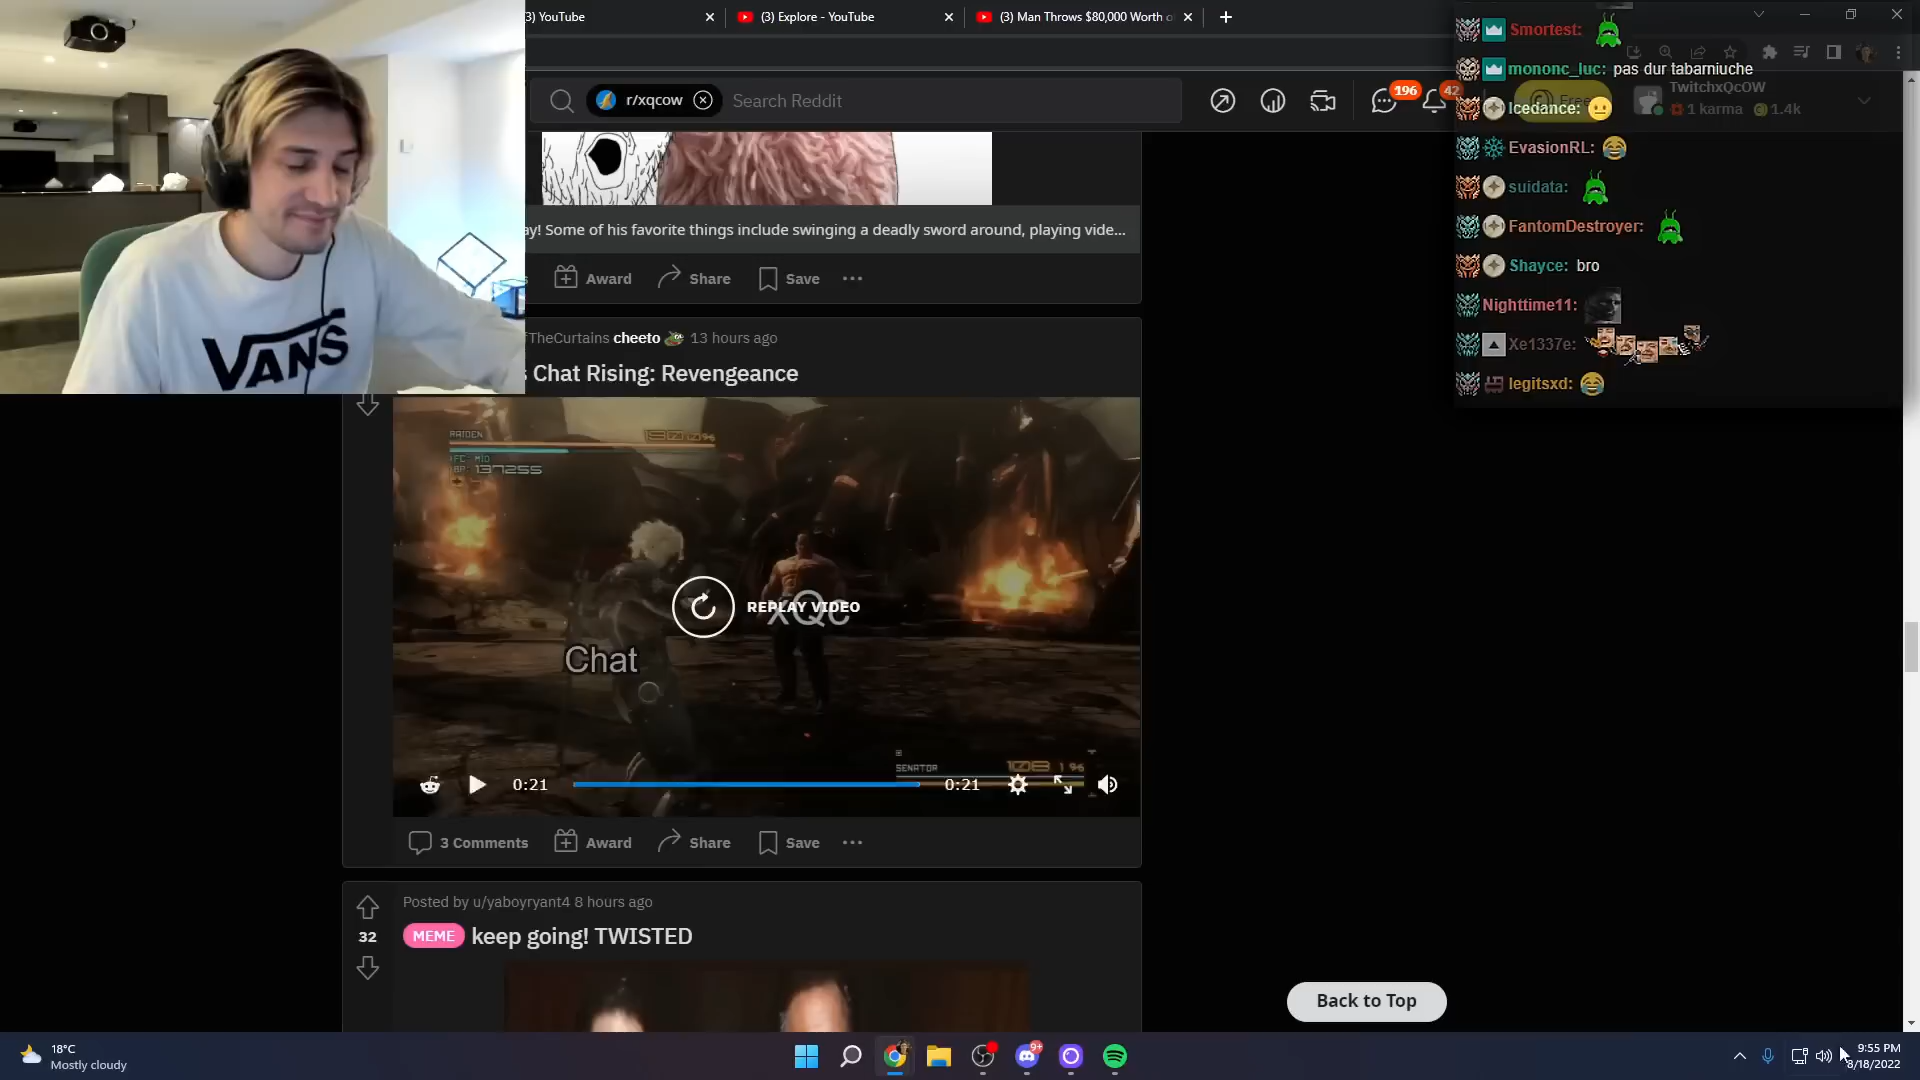 3) YouTube
(3) Explore - YouTube
(3) Man Throws $80,000 Worth o
r/xqcow
Search Reddit
196
42
Free
TwitchxQcOW
1 karma 1.4k
Smortest:
mononc_luc: pas dur tabarniuche
Icedance:
EvasionRL:
suidata:
FantomDestroyer:
Shayce: bro
Nighttime11:
Xe1337e:
legitsxd:
VANS
ay! Some of his favorite things include swinging a deadly sword around, playing vide...
Award Share Save
TheCurtains cheeto 13 hours ago
Chat Rising: Revengeance
RAIDEN
137255
REPLAY VIDEO
xQc
Chat
SENATOR
0:21
0:21
3 Comments Award Share Save
Posted by u/yaboyryant4 8 hours ago
32
MEME keep going! TWISTED
Back to Top
18°C
Mostly cloudy
9+
9:55 PM
8/18/2022